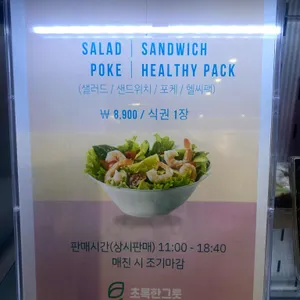 SALAD | SANDWICH
POKE | HEALTHY PACK
(샐러드 / 샌드위치 / 포케 / 헬씨팩)
₩ 8,900 / 식권 1장
판매시간(상시판매) 11:00 - 18:40
매진 시 조기마감
초록한그릇